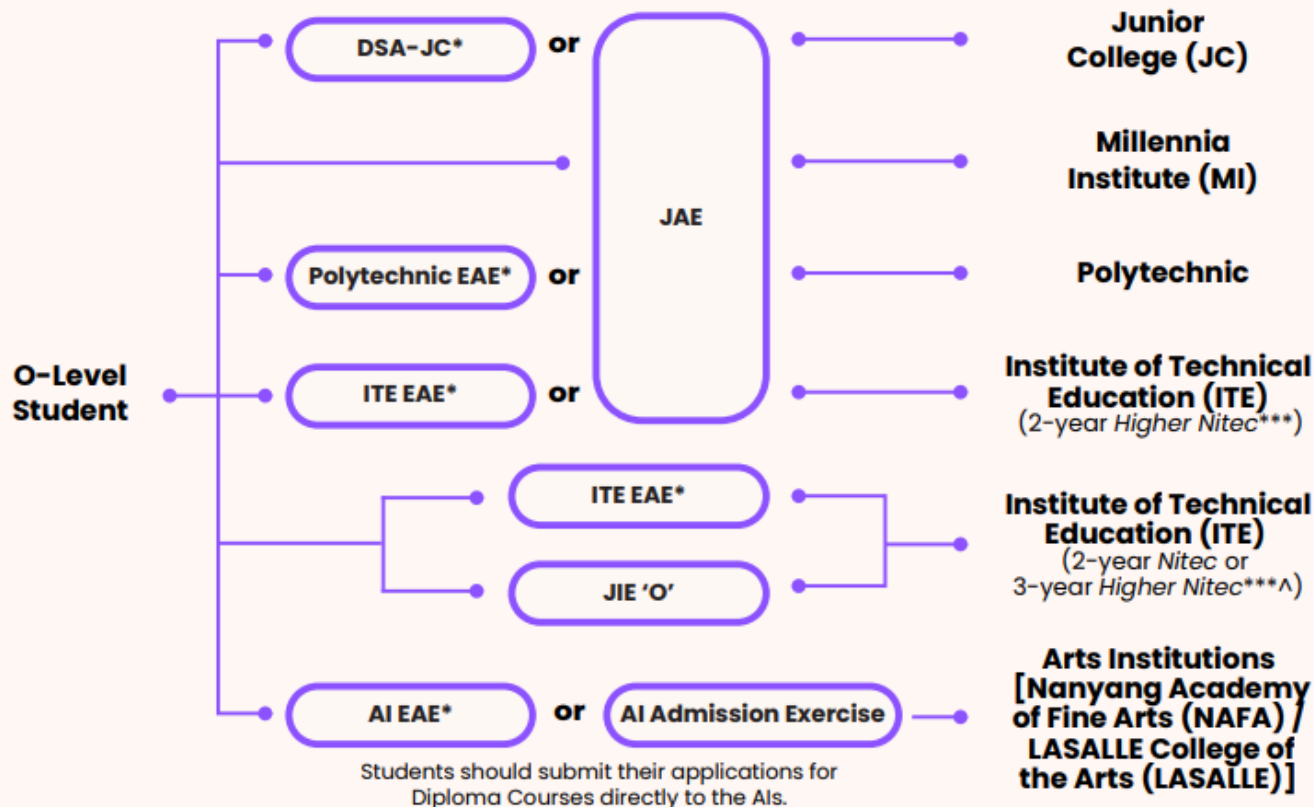 DSA-JC* or
Junior
College (JC)
Millennia
Institute (MI)
JAE
Polytechnic EAE* or
Polytechnic
O-Level
Student
ITE EAE* or
Institute of Technical
Education (ITE)
(2-year Higher Nitec***)
ITE EAE*
JIE ‘O’
Institute of Technical
Education (ITE)
(2-year Nitec or
3-year Higher Nitec***^)
AI EAE* or AI Admission Exercise
Arts Institutions
[Nanyang Academy
of Fine Arts (NAFA) /
LASALLE College of
the Arts (LASALLE)]
Students should submit their applications for
Diploma Courses directly to the AIs.